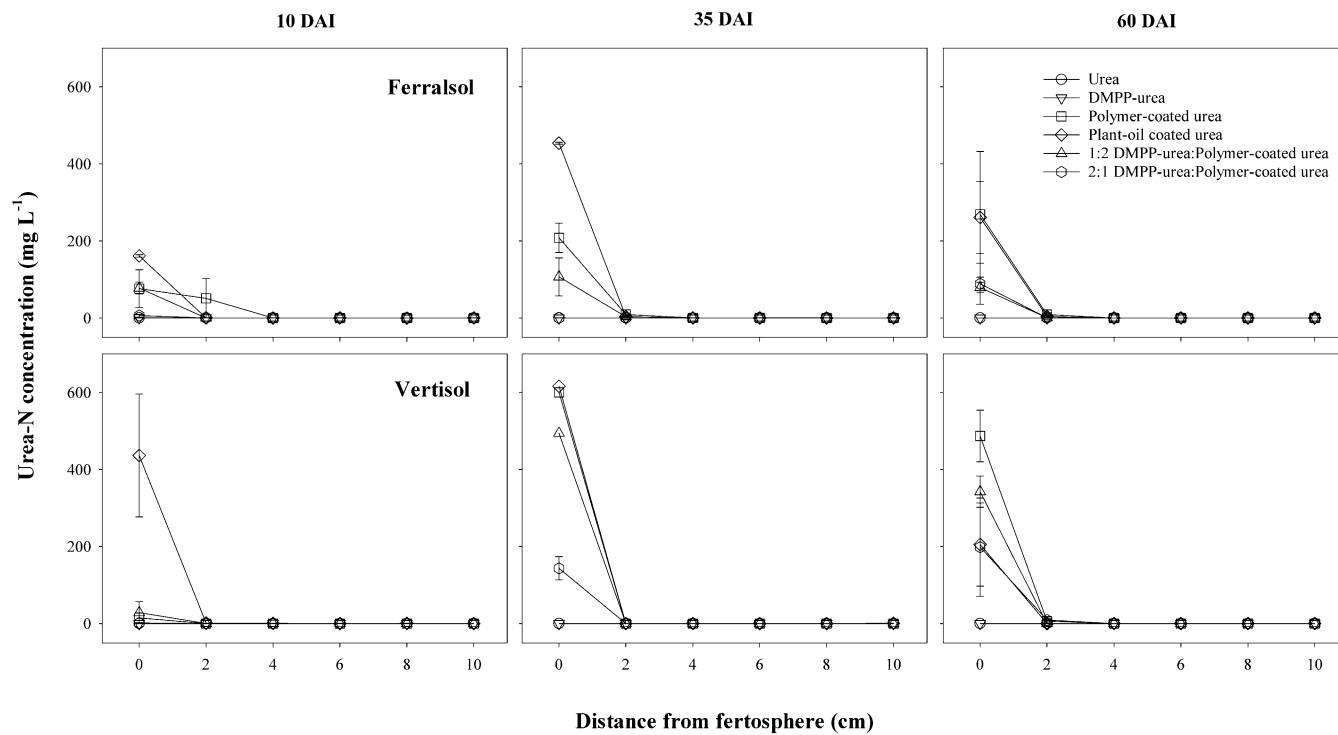 10 DAI
35 DAI
60 DAI
Ferralsol
600
400
200
0
Urea
DMPP-urea
Polymer-coated urea
Plant-oil coated urea
1:2 DMPP-urea:Polymer-coated urea
2:1 DMPP-urea:Polymer-coated urea
Urea-N concentration (mg L⁻¹)
Vertisol
600
400
200
0
0 2 4 6 8 10
0 2 4 6 8 10
0 2 4 6 8 10
Distance from fertosphere (cm)